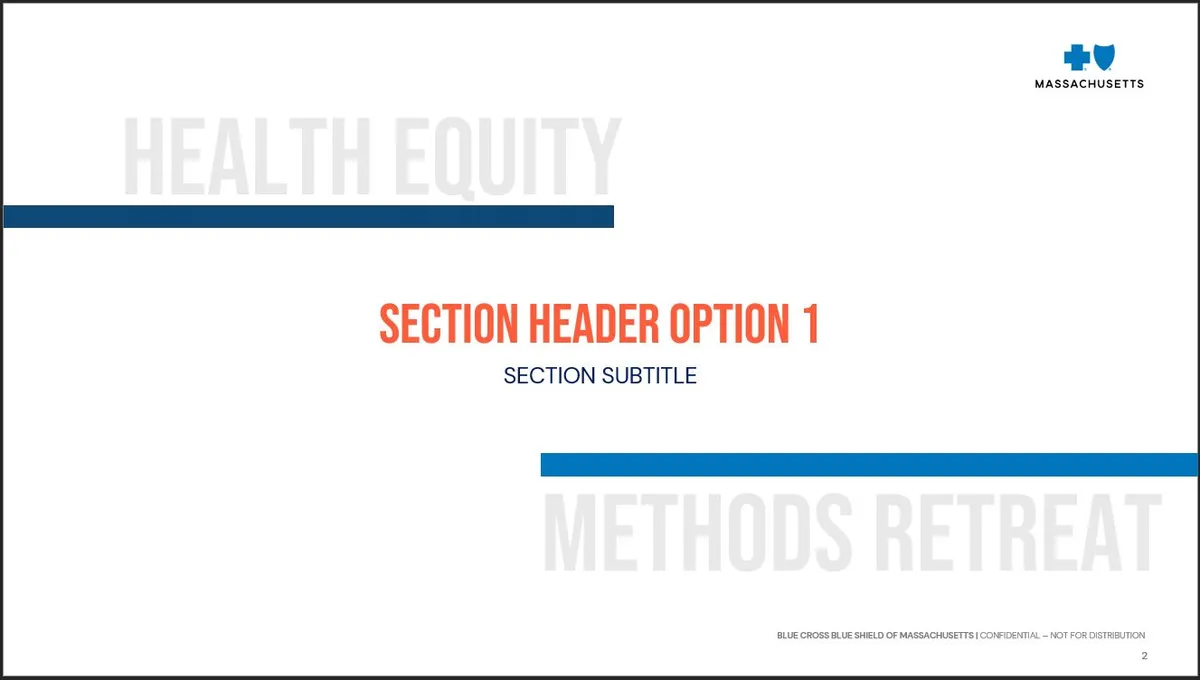 MASSACHUSETTS
HEALTH EQUITY
SECTION HEADER OPTION 1
SECTION SUBTITLE
METHODS RETREAT
BLUE CROSS BLUE SHIELD OF MASSACHUSETTS | CONFIDENTIAL – NOT FOR DISTRIBUTION
2